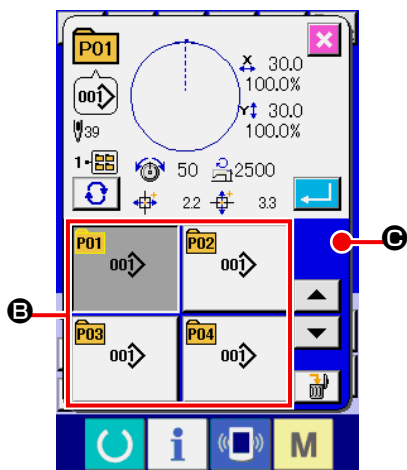 P01
X 30.0
100.0%
001
Y 30.0
100.0%
39
1-
50 2500
2.2 3.3
P01 P02
001 001
C
B
P03 P04
001 001
i M